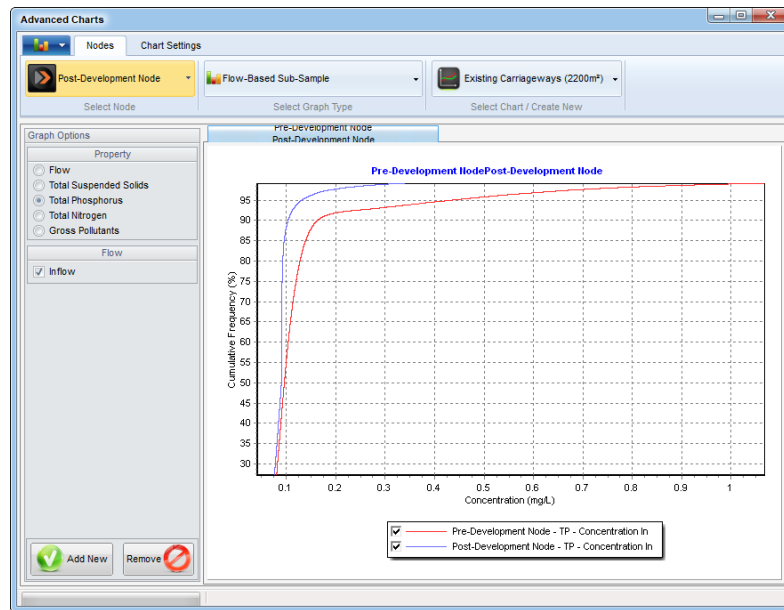 Advanced Charts
Nodes
Chart Settings
Post-Development Node
Flow-Based Sub-Sample
Existing Carriageways (2200m²)
Select Node
Select Graph Type
Select Chart / Create New
Graph Options
Property
Flow
Total Suspended Solids
Total Phosphorus
Total Nitrogen
Gross Pollutants
Flow
Inflow
Add New
Remove
Pre-Development Node
Post-Development Node
Pre-Development NodePost-Development Node
Cumulative Frequency (%)
95
90
85
80
75
70
65
60
55
50
45
40
35
30
0.1 0.2 0.3 0.4 0.5 0.6 0.7 0.8 0.9 1
Concentration (mg/L)
Pre-Development Node - TP - Concentration In
Post-Development Node - TP - Concentration In